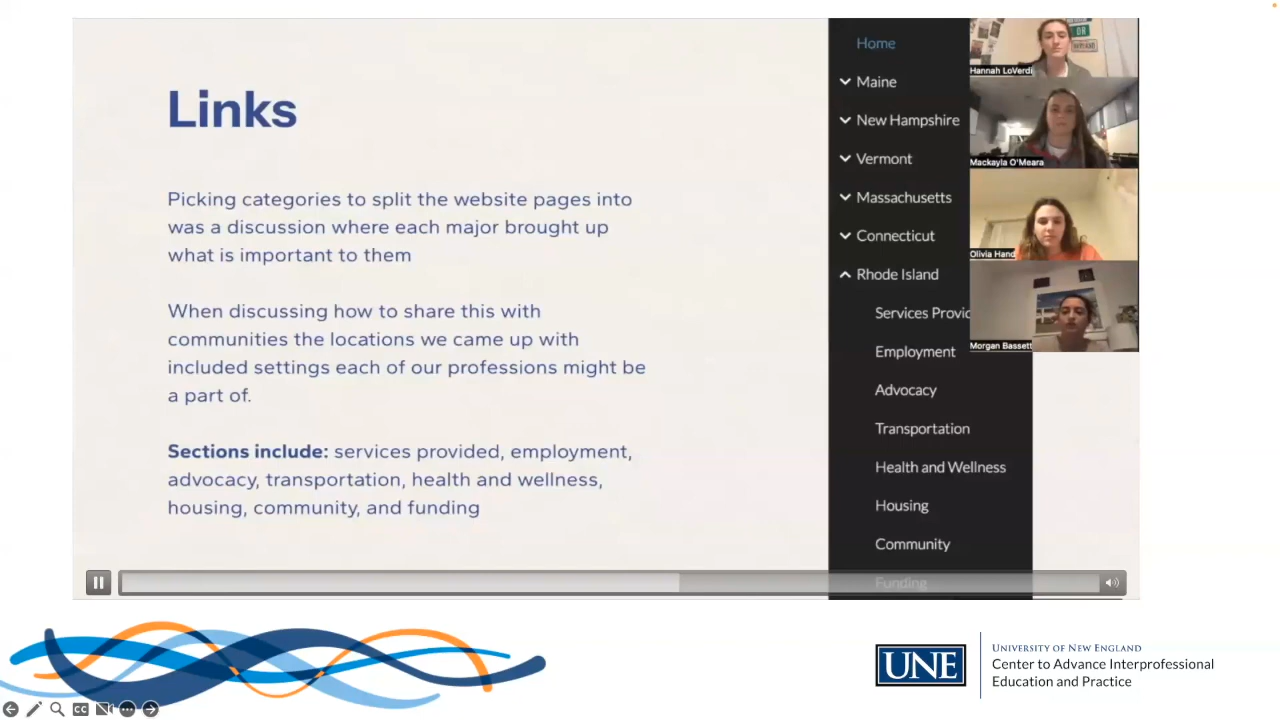 Links
Picking categories to split the website pages into
was a discussion where each major brought up
what is important to them
When discussing how to share this with
communities the locations we came up with
included settings each of our professions might be
a part of.
Sections include: services provided, employment,
advocacy, transportation, health and wellness,
housing, community, and funding
Home
Maine
New Hampshire
Vermont
Massachusetts
Connecticut
Rhode Island
Services Provic
Employment
Advocacy
Transportation
Health and Wellness
Housing
Community
Funding
Hannah LoVerdi
Mackayla O'Meara
Olivia Hand
Morgan Bassett
UNE
UNIVERSITY OF NEW ENGLAND
Center to Advance Interprofessional
Education and Practice
CC